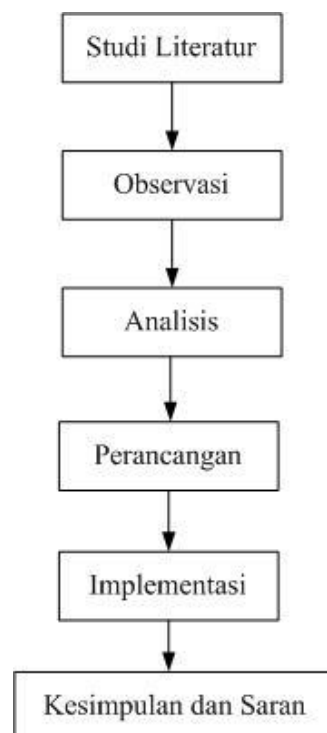 Studi Literatur
Observasi
Analisis
Perancangan
Implementasi
Kesimpulan dan Saran